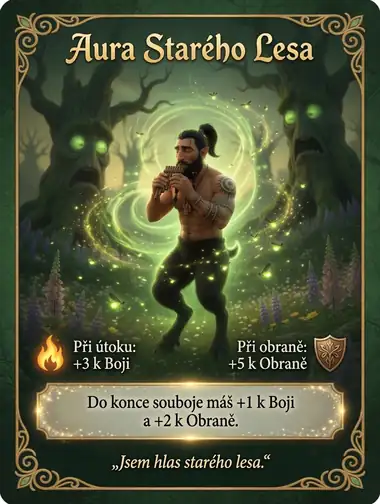 Aura Starého Lesa
Při útoku:
+3 k Boji
Při obraně:
+5 k Obraně
Do konce souboje máš +1 k Boji
a +2 k Obraně.
„Jsem hlas starého lesa.“